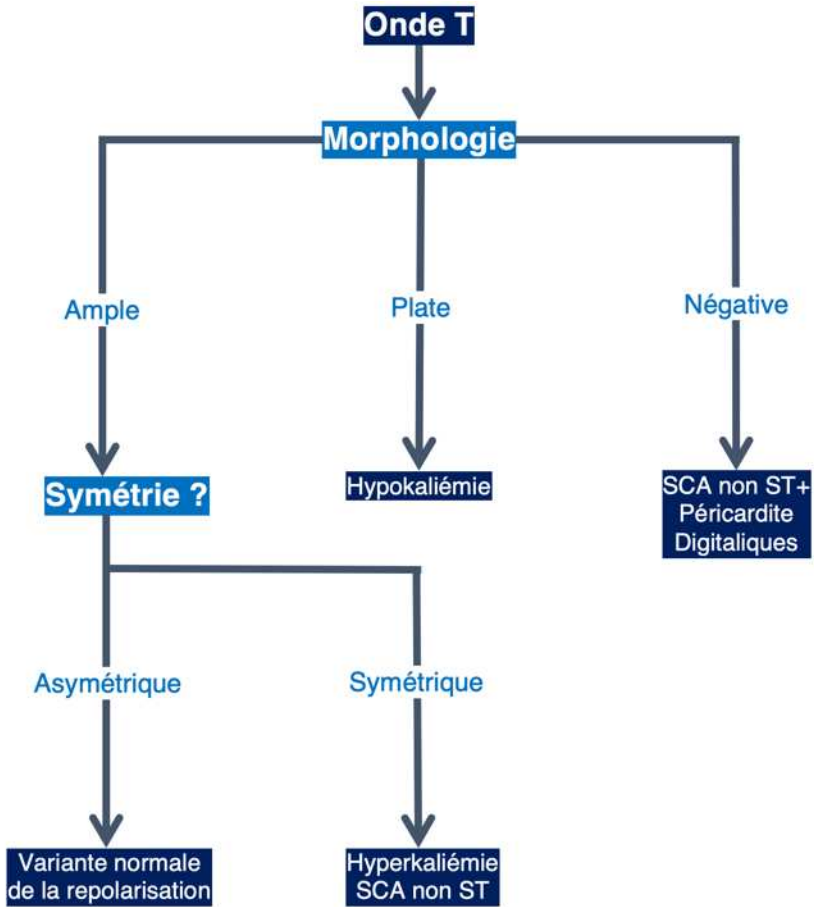 Onde T
Morphologie
Ample
Plate
Négative
Symétrie ?
Hypokaliémie
SCA non ST+
Péricardite
Digitaliques
Asymétrique
Symétrique
Variante normale
de la repolarisation
Hyperkaliémie
SCA non ST